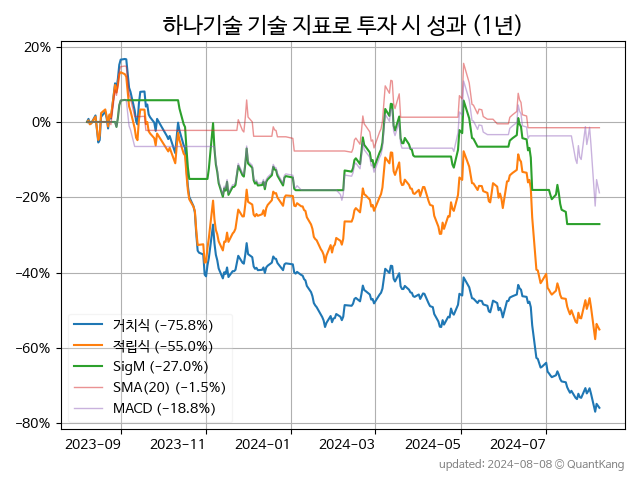 하나기술 기술 지표로 투자 시 성과 (1년)
20%
0%
−20%
−40%
−60%
−80%
거치식 (−75.8%)
적립식 (−55.0%)
SigM (−27.0%)
SMA(20) (−1.5%)
MACD (−18.8%)
2023−09 2023−11 2024−01 2024−03 2024−05 2024−07
updated: 2024−08−08 © QuantKang